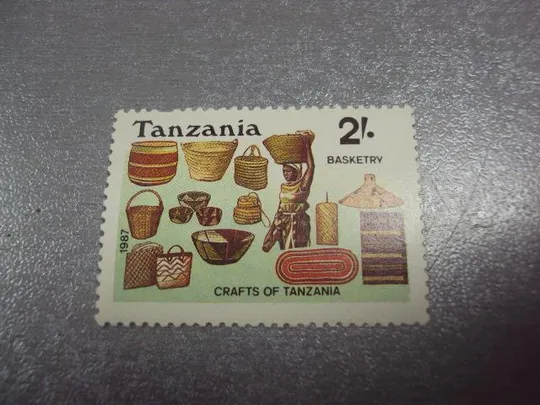 Tanzania 2/.
BASKETRY
1987
CRAFTS OF TANZANIA